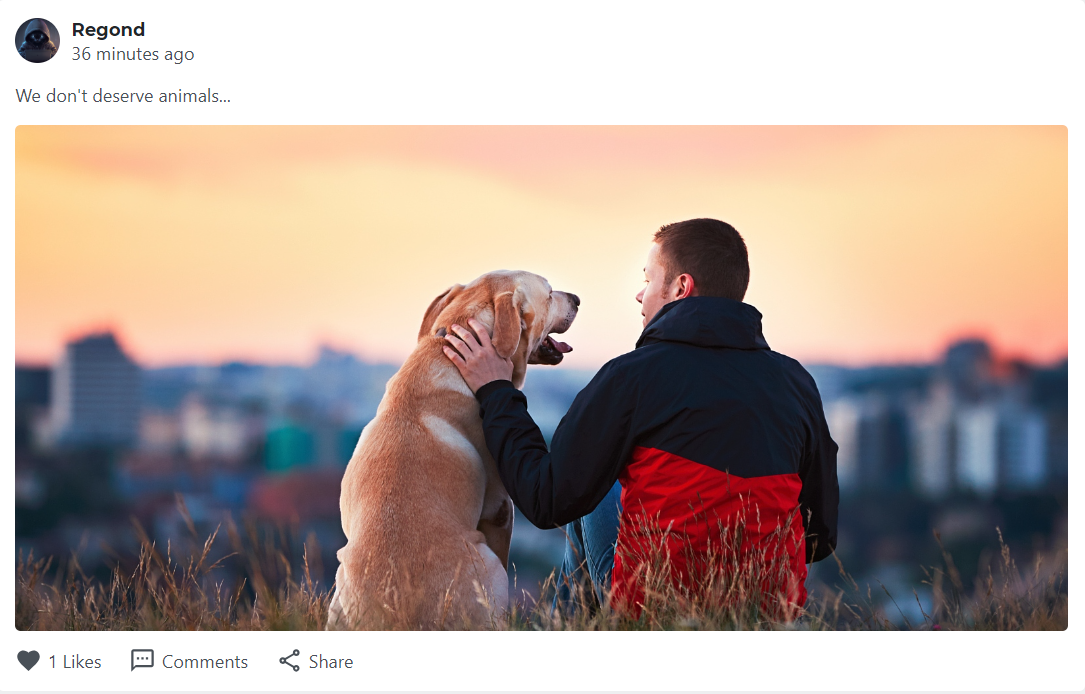 Regond
36 minutes ago
We don't deserve animals...
1 Likes Comments Share